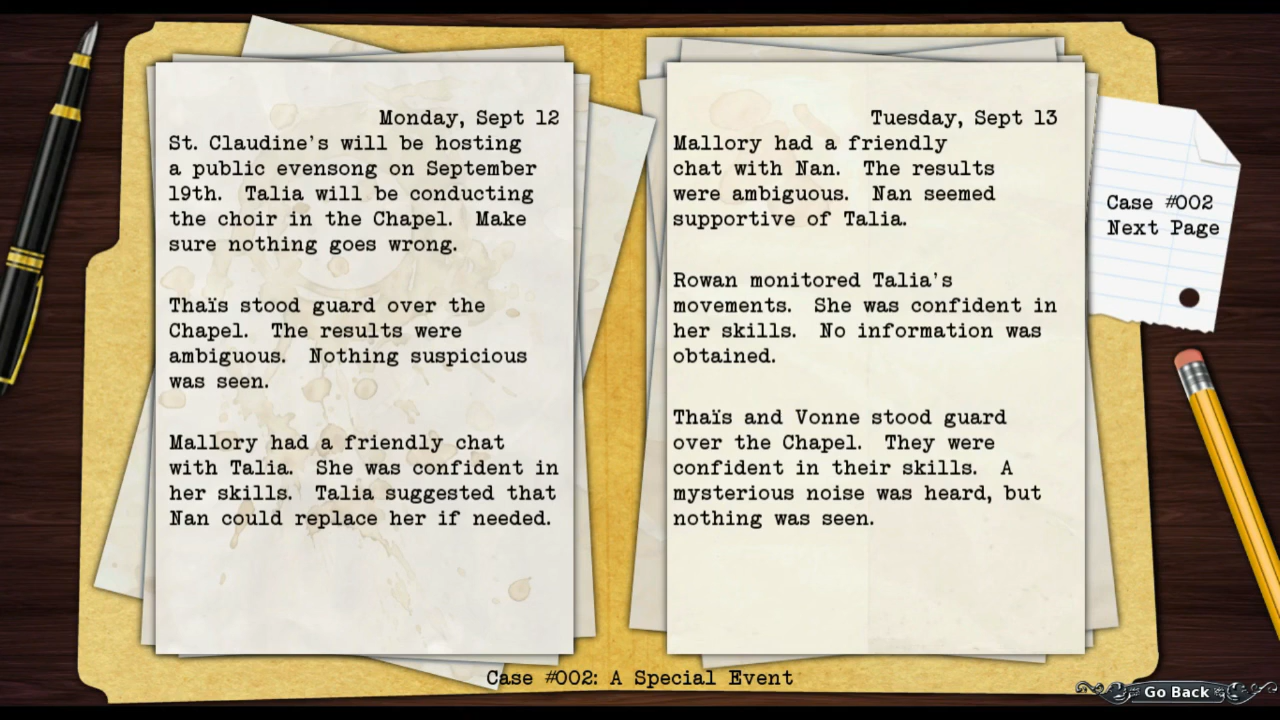 Monday, Sept 12
St. Claudine's will be hosting
a public evensong on September
19th.  Talia will be conducting
the choir in the Chapel.  Make
sure nothing goes wrong.
Thaïs stood guard over the
Chapel.  The results were
ambiguous.  Nothing suspicious
was seen.
Mallory had a friendly chat
with Talia.  She was confident in
her skills.  Talia suggested that
Nan could replace her if needed.
Tuesday, Sept 13
Mallory had a friendly
chat with Nan.  The results
were ambiguous.  Nan seemed
supportive of Talia.
Rowan monitored Talia's
movements.  She was confident in
her skills.  No information was
obtained.
Thaïs and Vonne stood guard
over the Chapel.  They were
confident in their skills.  A
mysterious noise was heard, but
nothing was seen.
Case #002
Next Page
Case #002: A Special Event
Go Back